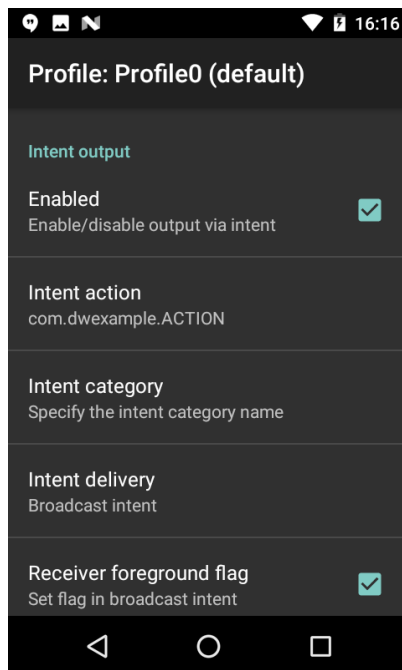 16:16
Profile: Profile0 (default)
Intent output
Enabled
Enable/disable output via intent
Intent action
com.dwexample.ACTION
Intent category
Specify the intent category name
Intent delivery
Broadcast intent
Receiver foreground flag
Set flag in broadcast intent